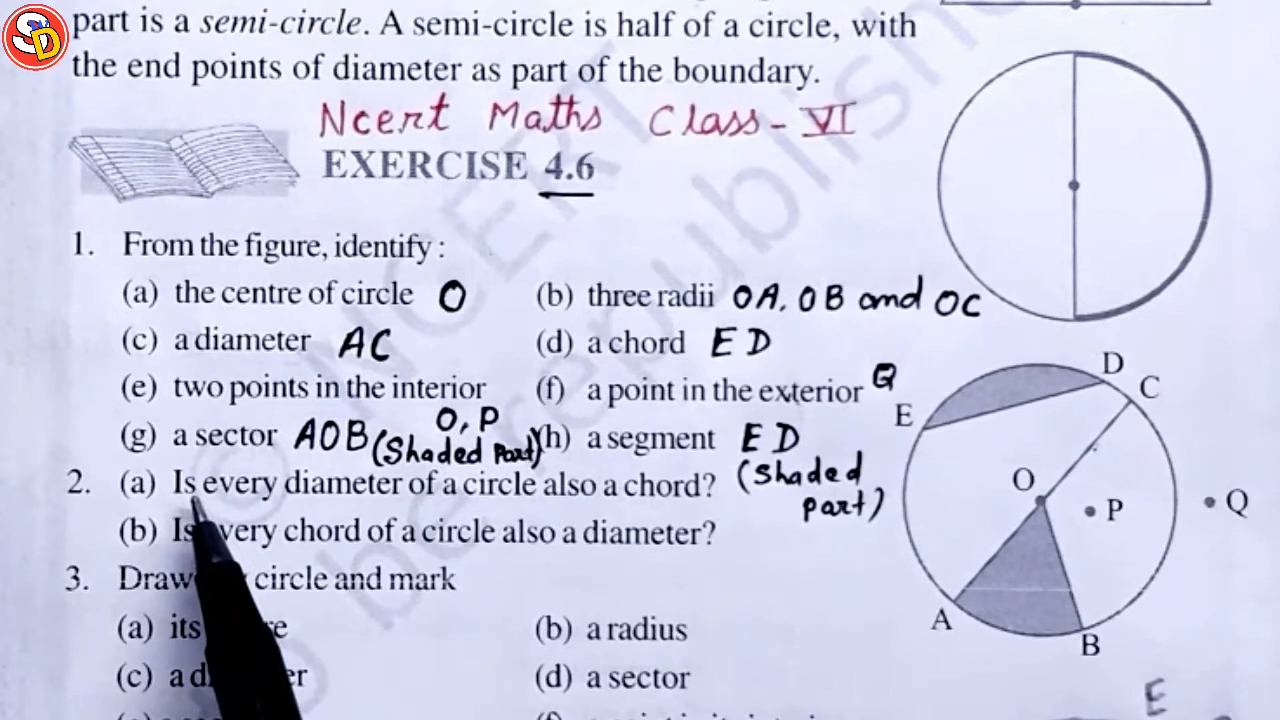 SD
part is a semi-circle. A semi-circle is half of a circle, with
the end points of diameter as part of the boundary.
Ncert Maths Class - VI
EXERCISE 4.6
1. From the figure, identify :
(a) the centre of circle O (b) three radii OA, OB and OC
(c) a diameter AC (d) a chord ED
(e) two points in the interior O, P (f) a point in the exterior Q
(g) a sector AOB (Shaded Part) (h) a segment ED (Shaded part)
2. (a) Is every diameter of a circle also a chord?
(b) Is every chord of a circle also a diameter?
3. Draw circle and mark
(a) its
(b) a radius
(c) a
(d) a sector
D
C
E
O
P
Q
A
B
E
© NCERT
be republished